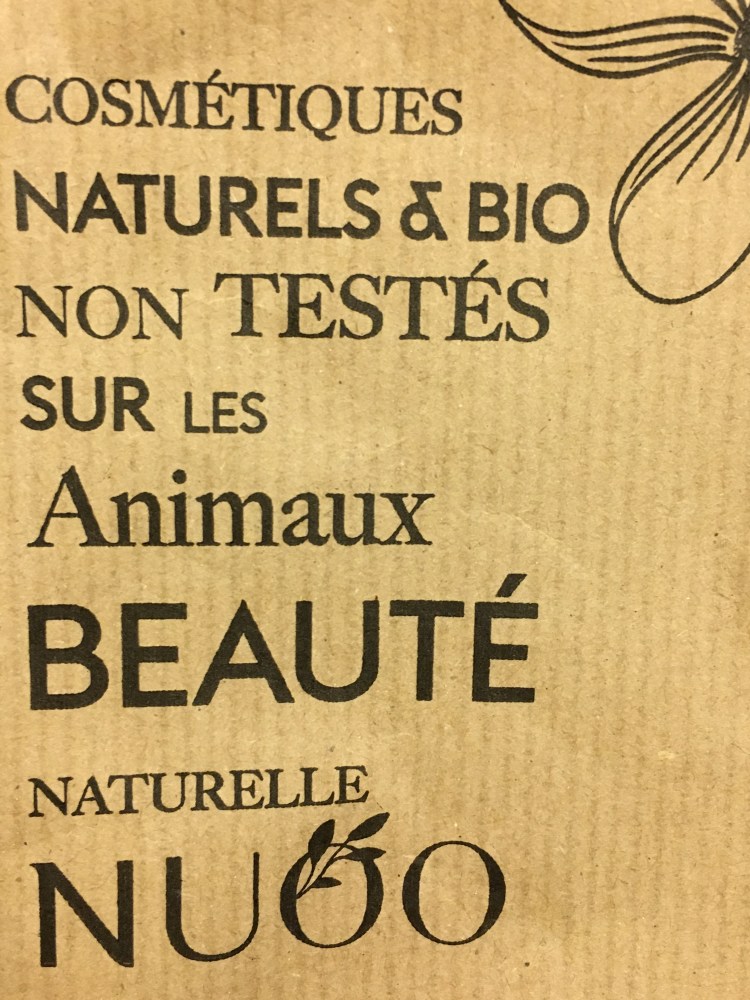 COSMÉTIQUES
NATURELS & BIO
NON TESTÉS
SUR LES
Animaux
BEAUTÉ
NATURELLE
NUOO